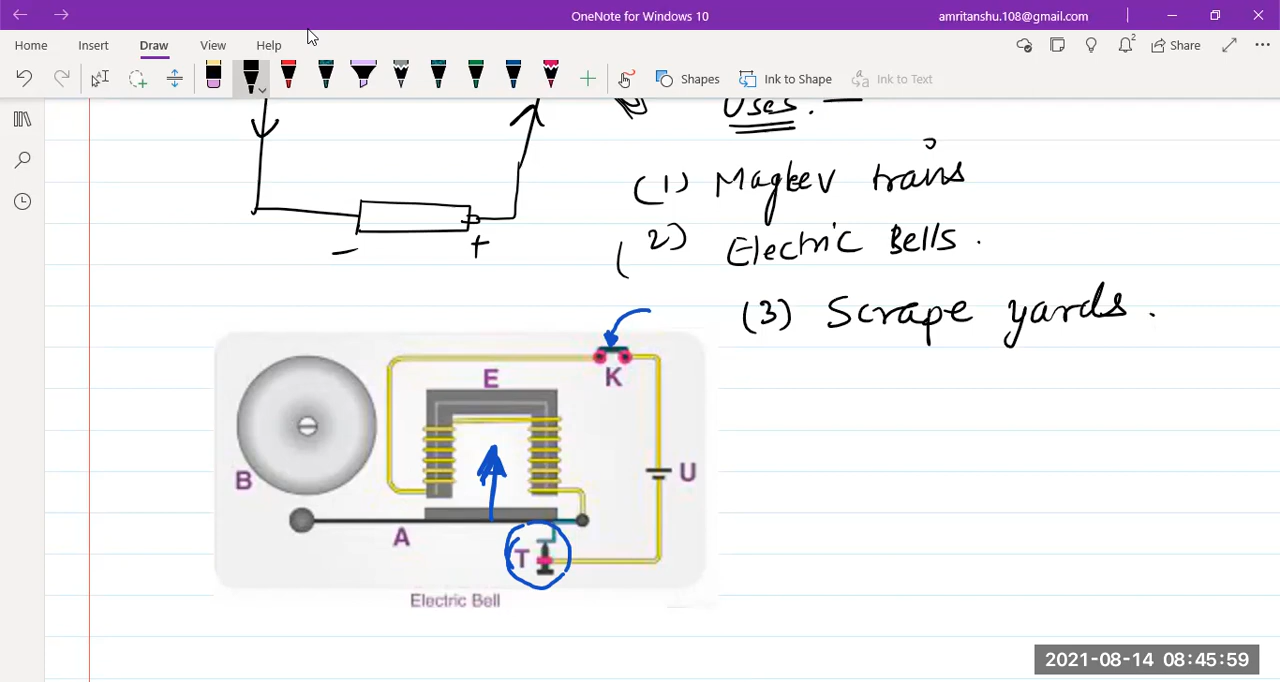 OneNote for Windows 10
amritanshu.108@gmail.com
Home Insert Draw View Help
Share
Shapes
Ink to Shape
Ink to Text
Uses. —
(1) Maglev trains
(2) Electric Bells.
(3) Scrape yards.
- +
E
K
B
U
A
T
Electric Bell
2021-08-14 08:45:59